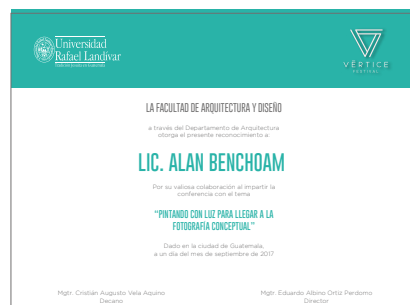 Universidad
Rafael Landívar
VÉRTICE
FESTIVAL
LA FACULTAD DE ARQUITECTURA Y DISEÑO
a través del Departamento de Arquitectura
otorga el presente reconocimiento a:
LIC. ALAN BENCHOAM
Por su valiosa colaboración al impartir la
conferencia con el tema
"PINTANDO CON LUZ PARA LLEGAR A LA
FOTOGRAFÍA CONCEPTUAL"
Dado en la ciudad de Guatemala,
a un día del mes de septiembre de 2017
Mgtr. Cristián Augusto Vela Aquino
Decano
Mgtr. Eduardo Albino Ortiz Perdomo
Director